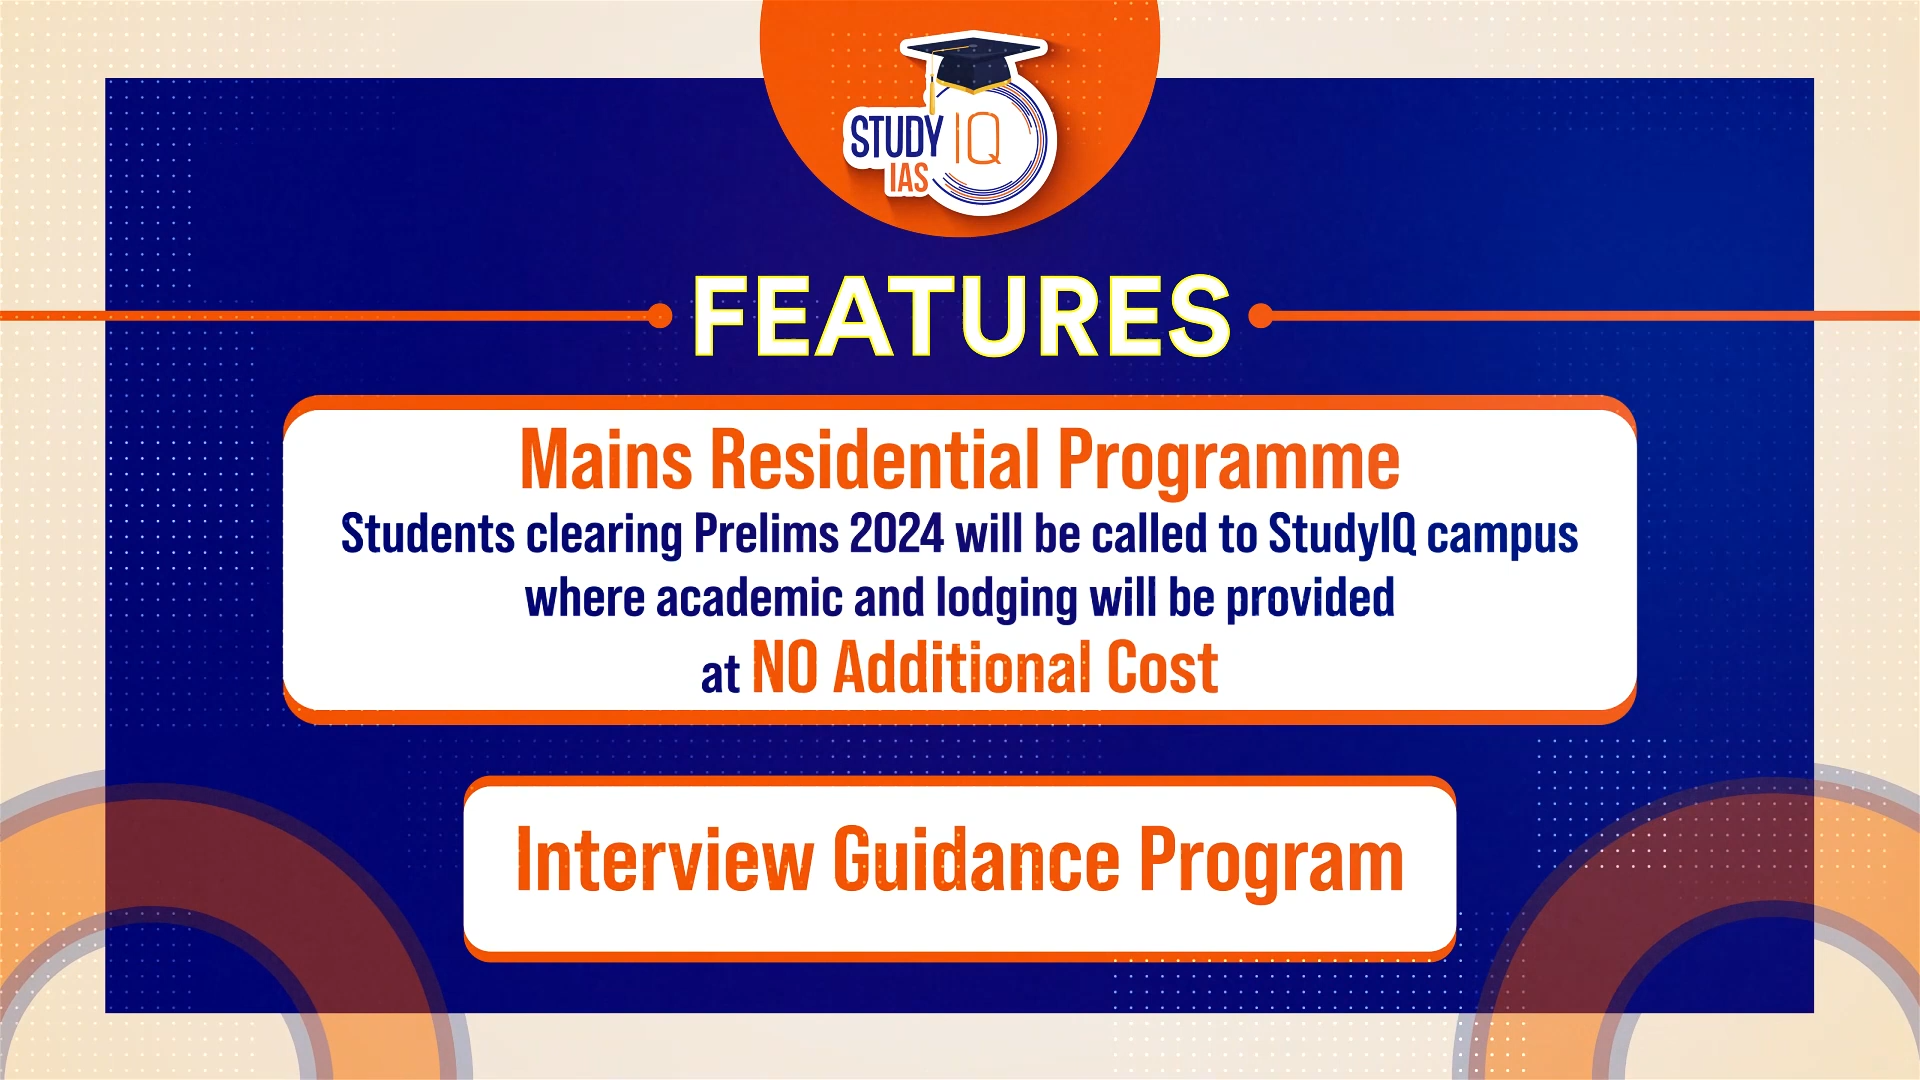 STUDY IQ
IAS
FEATURES
Mains Residential Programme
Students clearing Prelims 2024 will be called to StudyIQ campus
where academic and lodging will be provided
at NO Additional Cost
Interview Guidance Program